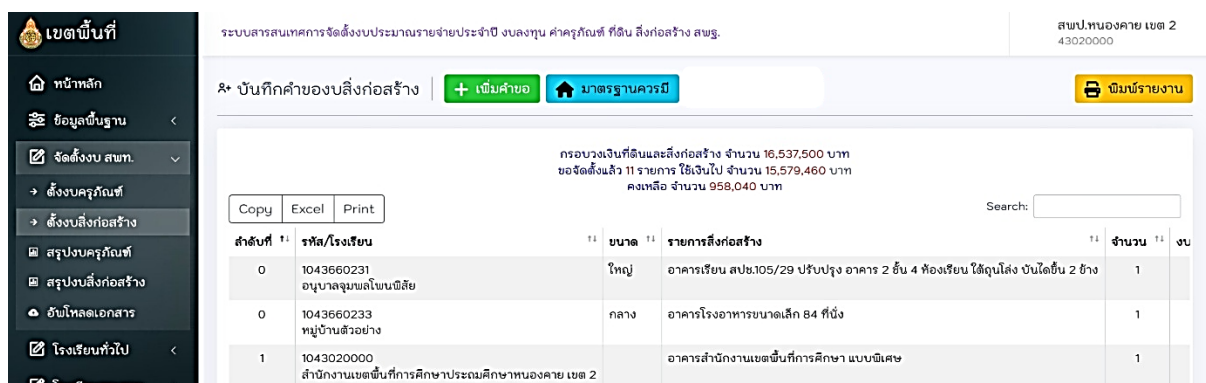 เขตพื้นที่
ระบบสารสนเทศการจัดตั้งงบประมาณรายจ่ายประจำปี งบลงทุน ค่าครุภัณฑ์ ที่ดิน สิ่งก่อสร้าง สพฐ.
สพป.หนองคาย เขต 2
43020000
หน้าหลัก
ข้อมูลพื้นฐาน
จัดตั้งงบ สพท.
ตั้งงบครุภัณฑ์
ตั้งงบสิ่งก่อสร้าง
สรุปงบครุภัณฑ์
สรุปงบสิ่งก่อสร้าง
อัพโหลดเอกสาร
โรงเรียนทั่วไป
บันทึกคำของบสิ่งก่อสร้าง
+ เพิ่มคำขอ
มาตรฐานควรมี
พิมพ์รายงาน
กรอบวงเงินที่ดินและสิ่งก่อสร้าง จำนวน 16,537,500 บาท
ขอจัดตั้งแล้ว 11 รายการ ใช้เงินไป จำนวน 15,579,460 บาท
คงเหลือ จำนวน 958,040 บาท
Copy Excel Print
Search:
ลำดับที่ รหัส/โรงเรียน ขนาด รายการสิ่งก่อสร้าง จำนวน งบ
0 1043660231 ใหญ่ อาคารเรียน สปช.105/29 ปรับปรุง อาคาร 2 ชั้น 4 ห้องเรียน ใต้ถุนโล่ง บันไดขึ้น 2 ข้าง 1
อนุบาลจุมพลโพนพิสัย
0 1043660233 กลาง อาคารโรงอาหารขนาดเล็ก 84 ที่นั่ง 1
หมู่บ้านตัวอย่าง
1 1043020000 อาคารสำนักงานเขตพื้นที่การศึกษา แบบพิเศษ 1
สำนักงานเขตพื้นที่การศึกษาประถมศึกษาหนองคาย เขต 2